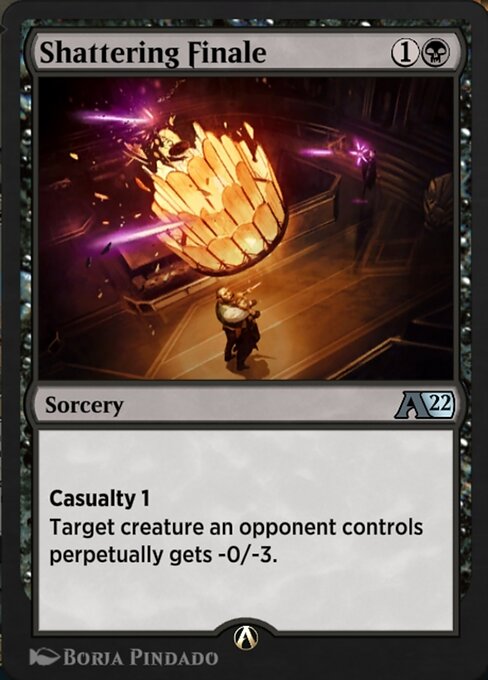 Shattering Finale 1
Sorcery A22
Casualty 1
Target creature an opponent controls
perpetually gets -0/-3.
Borja Pindado